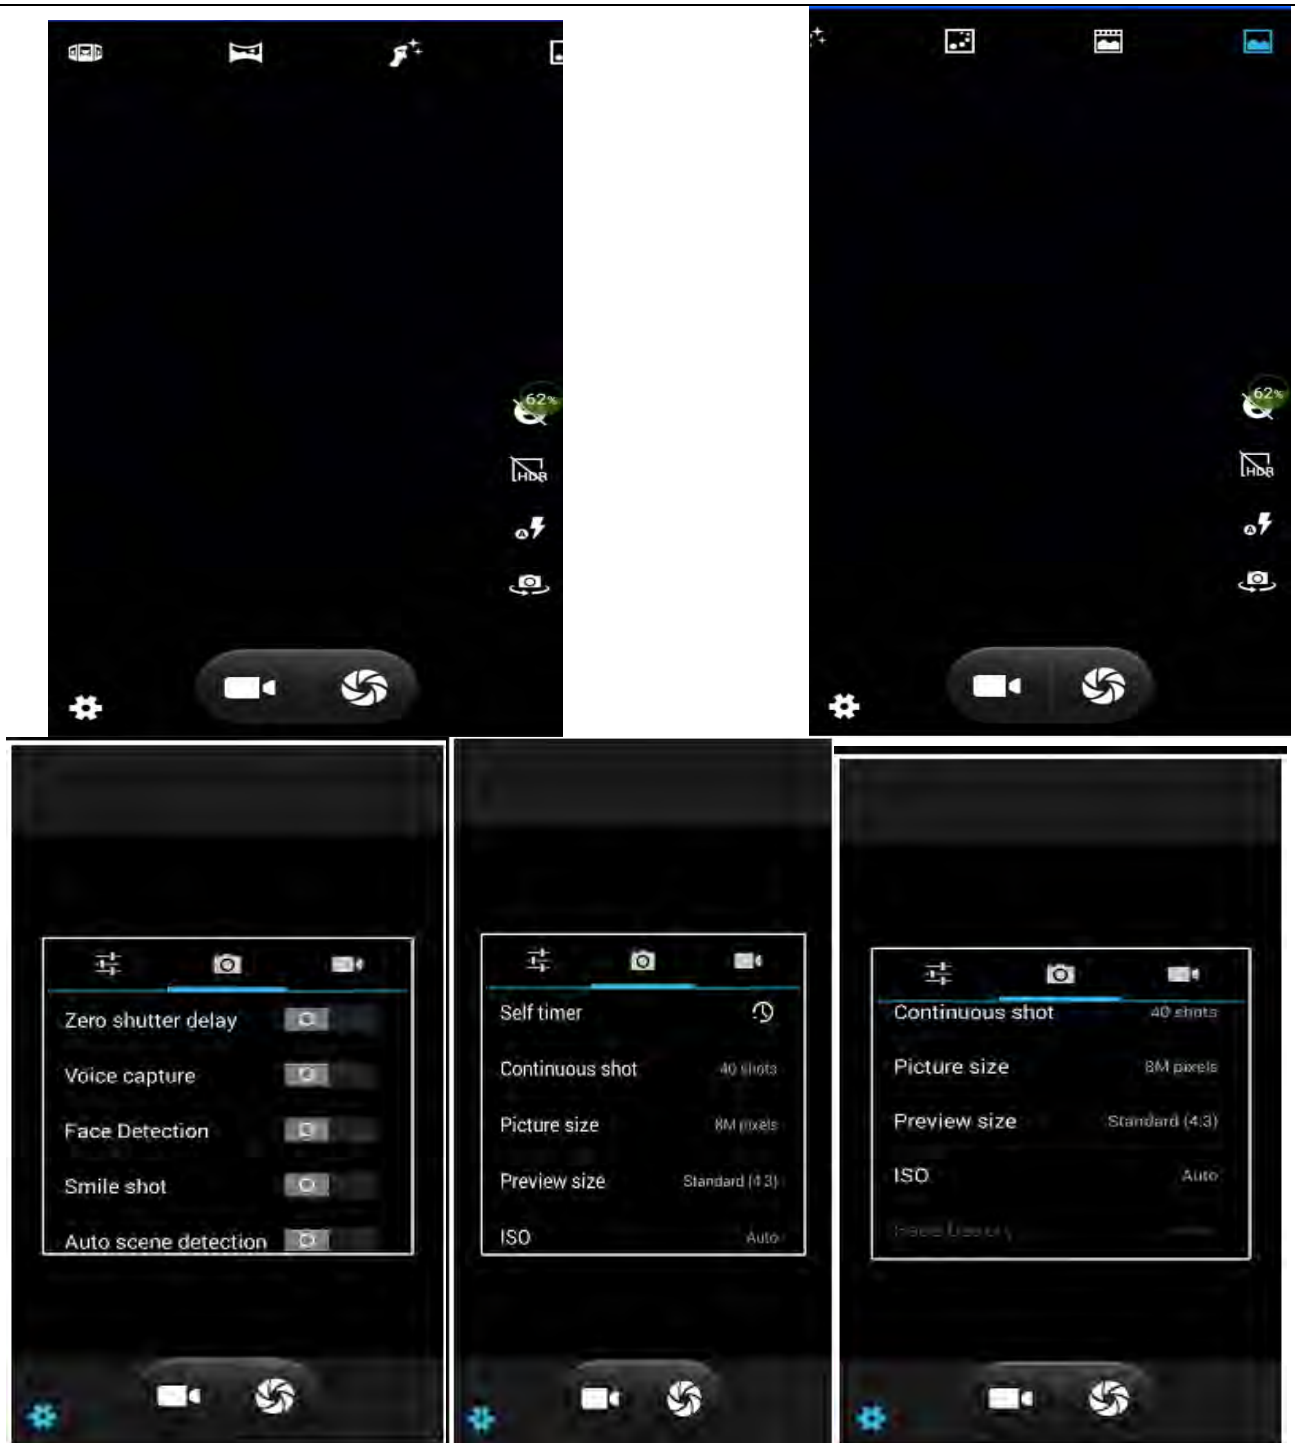 62%
HDR
A
62%
HDR
A
Zero shutter delay
Voice capture
Face Detection
Smile shot
Auto scene detection
Self timer
Continuous shot 40 shots
Picture size 8M pixels
Preview size Standard (4:3)
ISO Auto
Continuous shot 40 shots
Picture size 8M pixels
Preview size Standard (4:3)
ISO Auto